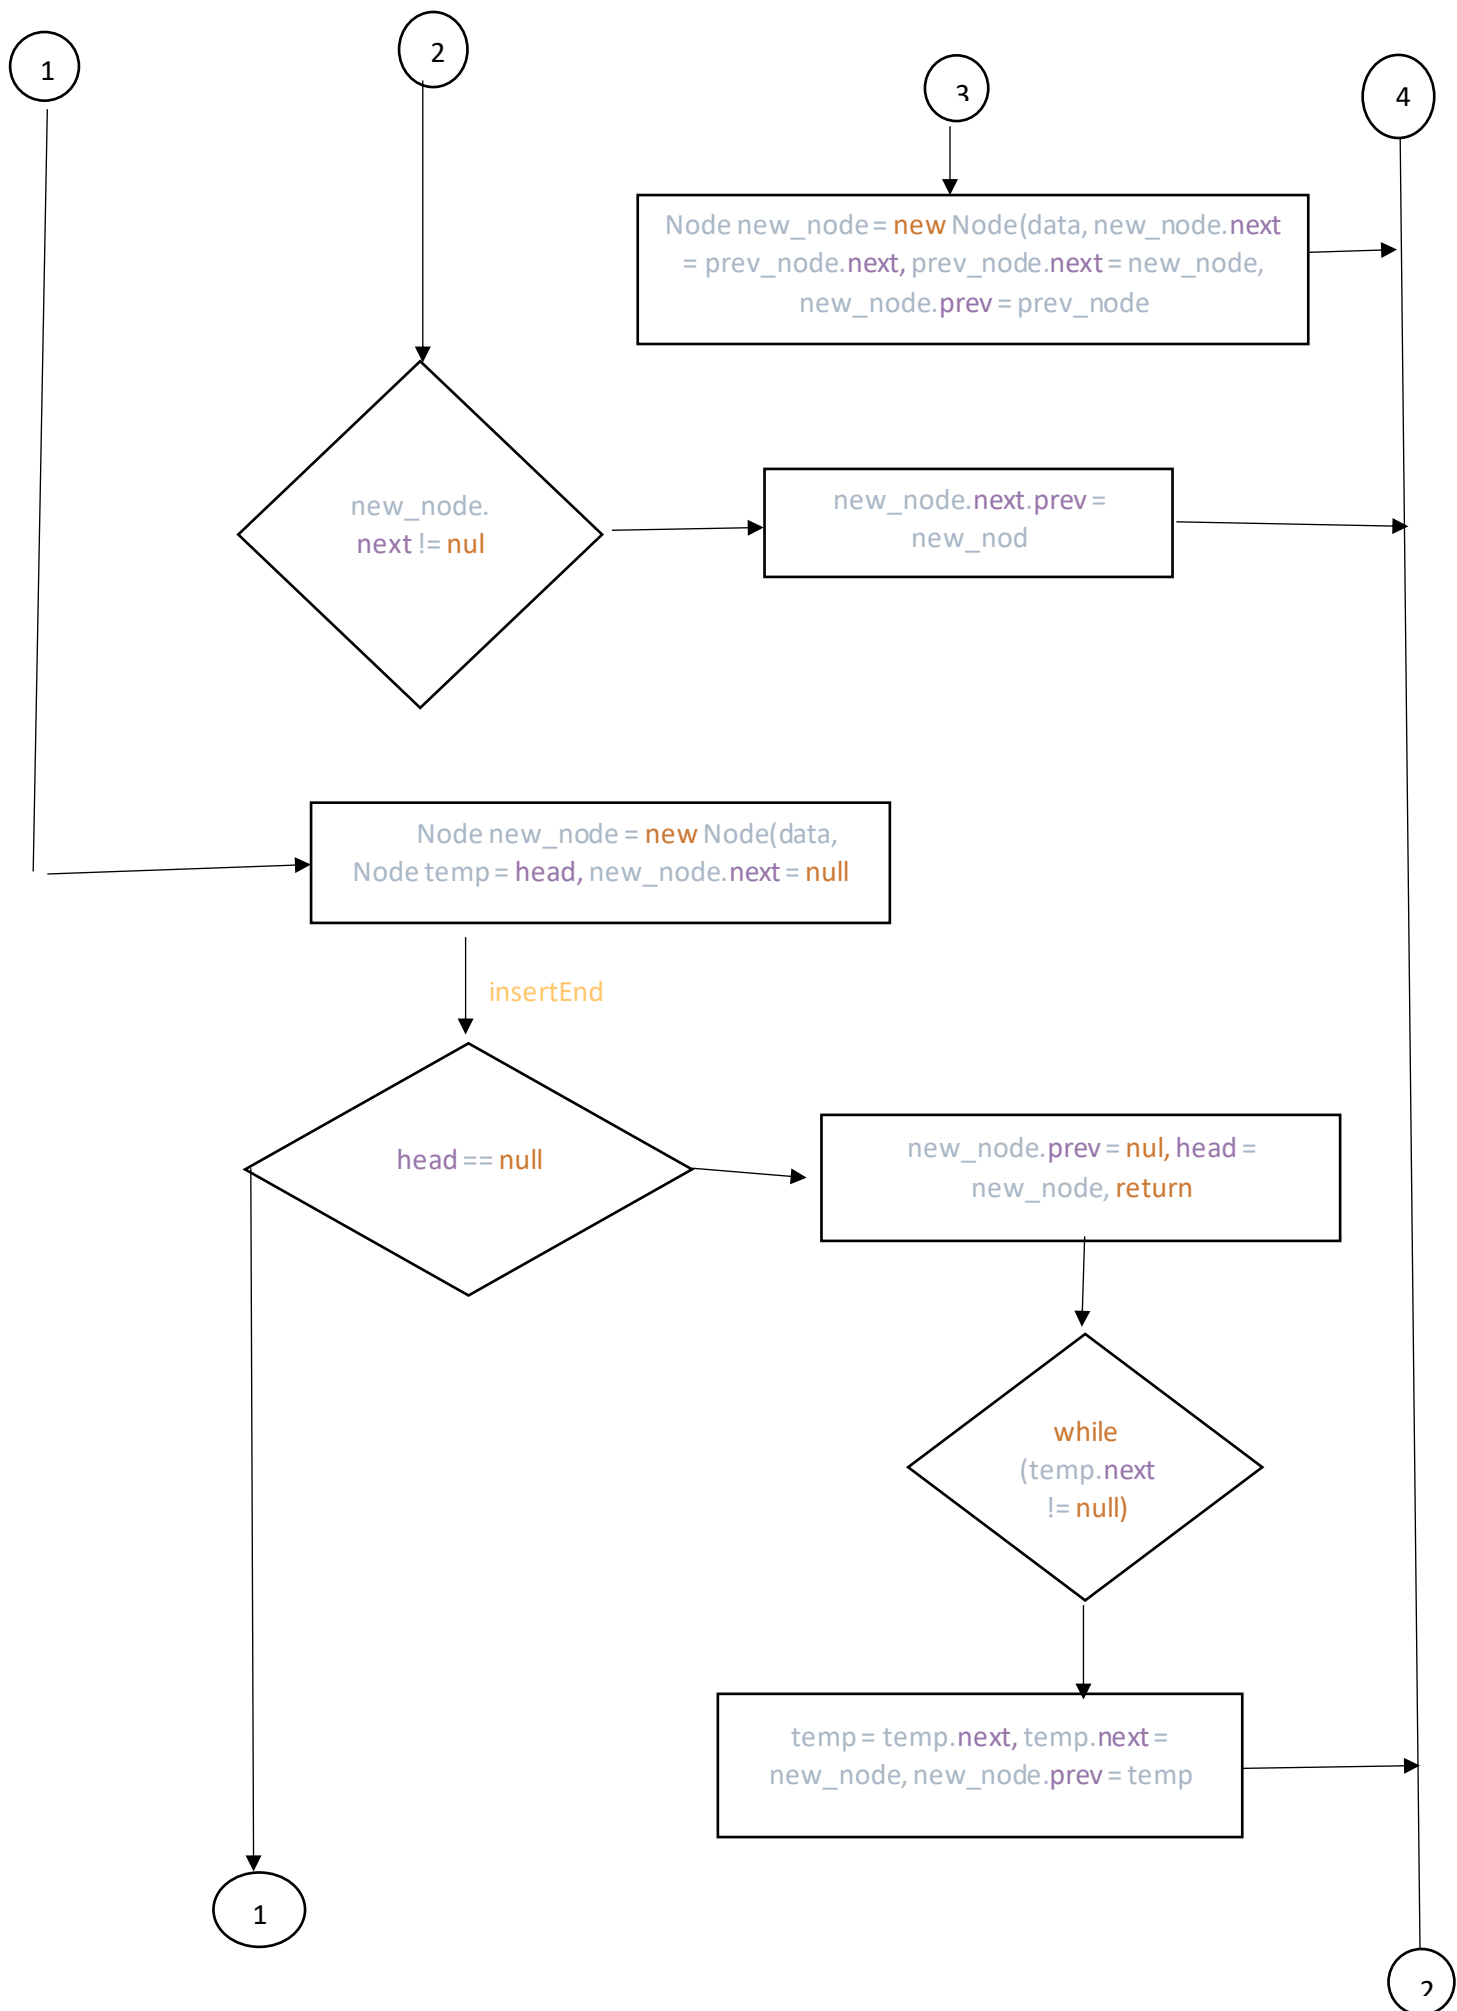 1
2
3
4
Node new_node = new Node(data, new_node.next
= prev_node.next, prev_node.next = new_node,
new_node.prev = prev_node
new_node.
next != nul
new_node.next.prev =
new_nod
Node new_node = new Node(data,
Node temp = head, new_node.next = null
insertEnd
head == null
new_node.prev = nul, head =
new_node, return
while
(temp.next
!= null)
temp = temp.next, temp.next =
new_node, new_node.prev = temp
1
2